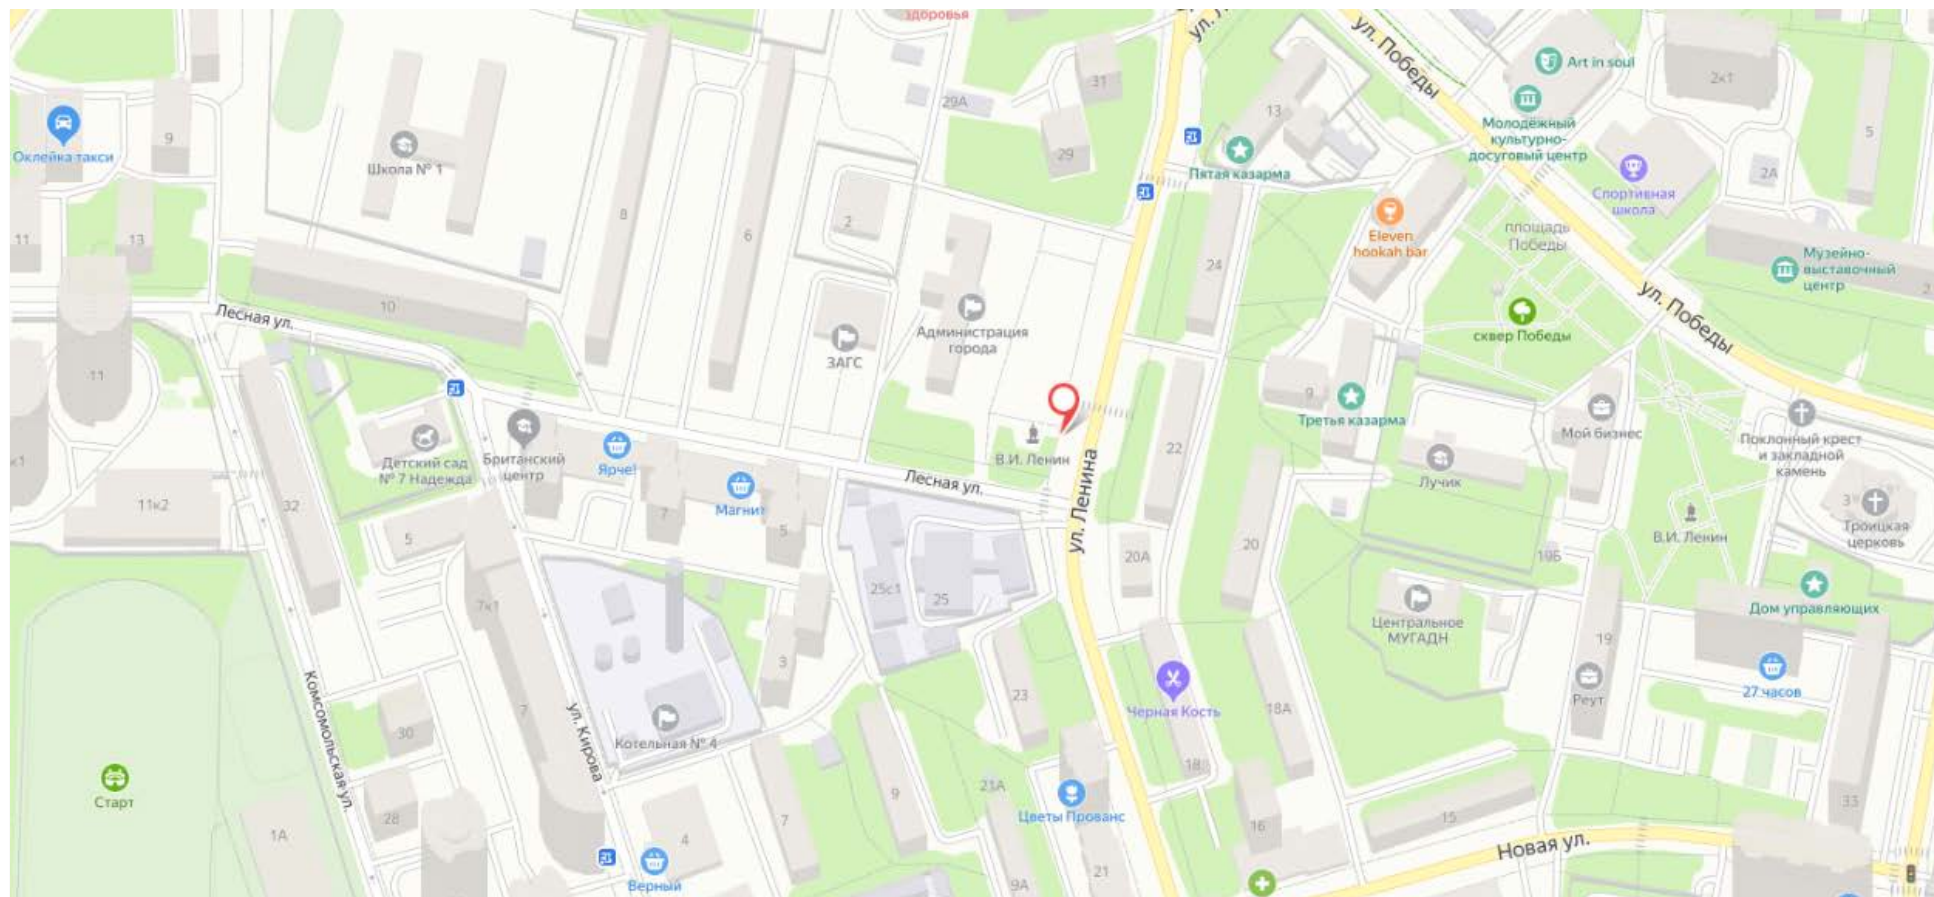 здоровья
ул. Победы
Art in soul
2к1
31
29А
13
Молодёжный
культурно-
досуговый центр
5
9
Оклейка такси
Школа № 1
29
Пятая казарма
2А
Спортивная
школа
8
2
6
11
13
Eleven
hookah bar
площадь
Победы
24
Музейно-
выставочный
центр
2
ул. Победы
10
Лесная ул.
Администрация
города
сквер Победы
ЗАГС
11
9
Третья казарма
Мой бизнес
Поклонный крест
и закладной
камень
Детский сад
№ 7 Надежда
Британский
центр
Ярче!
В.И. Ленин
22
к1
Лесная ул.
Лучик
11к2
32
Магнит
7
5
3
Троицкая
церковь
ул. Ленина
5
В.И. Ленин
20А
20
19Б
25с1
25
7к1
Дом управляющих
Центральное
МУГАДН
19
3
23
27 часов
Реут
Комсомольская ул.
7
ул. Кирова
Черная Кость
18А
30
Котельная № 4
18
Старт
21А
9
33
Цветы Прованс
28
7
16
15
1А
4
Новая ул.
21
Верный
9А